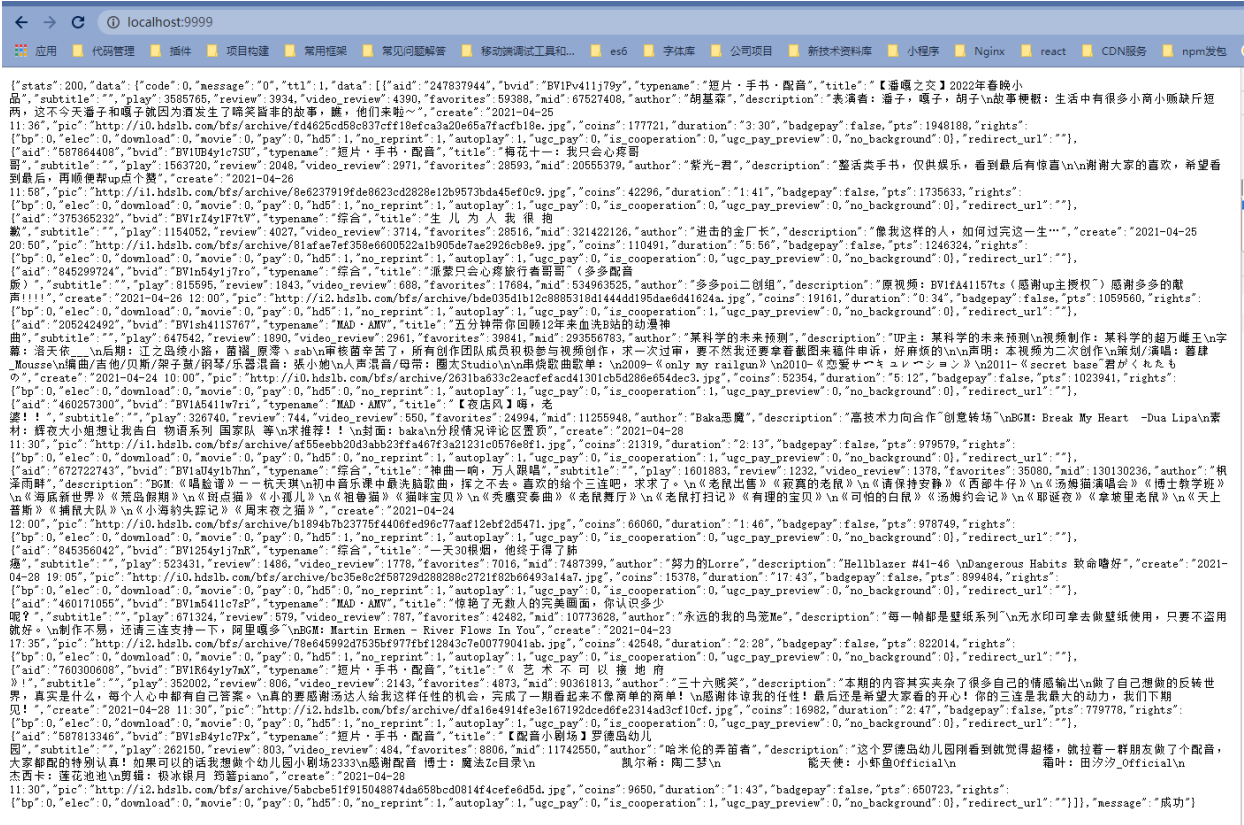 localhost:9999
应用 代码管理 插件 项目构建 常用框架 常见问题解答 移动端调试工具和... es6 字体库 公司项目 新技术资料库 小程序 Nginx react CDN服务 npm发包
{"stats":200,"data":{"code":0,"message":"0","ttl":1,"data":[{"aid":"247837944","bvid":"BV1Pv411j79y","typename":"短片·手书·配音","title":"【潘嘎之交】2022年春晚小
品","subtitle":"","play":3585765,"review":3934,"video_review":4390,"favorites":59388,"mid":67527408,"author":"胡基森","description":"表演者：潘子，嘎子，胡子\n故事梗概：生活中有很多小商小贩缺斤短
两，这不今天潘子和嘎子就因为酒发生了啼笑皆非的故事，瞧，他们来啦～","create":"2021-04-25
11:36","pic":"http://i0.hdslb.com/bfs/archive/fd4625cd58c837cff18efca3a20e65a7facfb18e.jpg","coins":177721,"duration":"3:30","badgepay":false,"pts":1948188,"rights":
{"bp":0,"elec":0,"download":0,"movie":0,"pay":0,"hd5":0,"no_reprint":1,"autoplay":1,"ugc_pay":0,"is_cooperation":0,"ugc_pay_preview":0,"no_background":0},"redirect_url":""},
{"aid":"587864408","bvid":"BV1UB4y1c7SU","typename":"短片·手书·配音","title":"梅花十一：我只会心疼哥
哥","subtitle":"","play":1563720,"review":2048,"video_review":2971,"favorites":28593,"mid":20555379,"author":"紫光-君","description":"整活类手书，仅供娱乐，看到最后有惊喜\n\n谢谢大家的喜欢，希望看
到最后，再顺便帮up点个赞","create":"2021-04-26
11:58","pic":"http://i1.hdslb.com/bfs/archive/8e6237919fde8623cd2828e12b9573bda45ef0c9.jpg","coins":42296,"duration":"1:41","badgepay":false,"pts":1735633,"rights":
{"bp":0,"elec":0,"download":0,"movie":0,"pay":0,"hd5":1,"no_reprint":1,"autoplay":1,"ugc_pay":0,"is_cooperation":0,"ugc_pay_preview":0,"no_background":0},"redirect_url":""},
{"aid":"375365232","bvid":"BV1rZ4y1F7tV","typename":"综合","title":"生 儿 为 人 我 很 抱
歉","subtitle":"","play":1154052,"review":4027,"video_review":3714,"favorites":28516,"mid":321422126,"author":"进击的金厂长","description":"像我这样的人，如何过完这一生…","create":"2021-04-25
20:50","pic":"http://i1.hdslb.com/bfs/archive/81afae7ef358e6600522a1b905de7ae2926cb8e9.jpg","coins":110491,"duration":"5:56","badgepay":false,"pts":1246324,"rights":
{"bp":0,"elec":0,"download":0,"movie":0,"pay":0,"hd5":0,"no_reprint":1,"autoplay":1,"ugc_pay":0,"is_cooperation":0,"ugc_pay_preview":0,"no_background":0},"redirect_url":""},
{"aid":"845299724","bvid":"BV1n54y1j7ro","typename":"综合","title":"派蒙只会心疼旅行者哥哥~（多多配音
版）","subtitle":"","play":815595,"review":1843,"video_review":688,"favorites":17684,"mid":534963525,"author":"多多poi二创组","description":"原视频：BV1fA41157ts（感谢up主授权~）感谢多多的献
声!!!!","create":"2021-04-26 12:00","pic":"http://i2.hdslb.com/bfs/archive/bde035d1b12c8885318d1444dd195dae6d41624a.jpg","coins":19161,"duration":"0:34","badgepay":false,"pts":1059560,"rights":
{"bp":0,"elec":0,"download":0,"movie":0,"pay":0,"hd5":1,"no_reprint":1,"autoplay":1,"ugc_pay":0,"is_cooperation":1,"ugc_pay_preview":0,"no_background":0},"redirect_url":""},
{"aid":"205242492","bvid":"BV1sh411S767","typename":"MAD·AMV","title":"五分钟带你回顾12年来血洗B站的动漫神
曲","subtitle":"","play":647542,"review":1890,"video_review":2961,"favorites":39841,"mid":293556783,"author":"某科学的未来预测","description":"UP主：某科学的未来预测\n视频制作：某科学的超万雌王\n字
幕：洛天依___\n后期：江之岛绫小路，菌褶_原澪丶sab\n审核菌辛苦了，所有创作团队成员积极参与视频创作，求一次过审，要不然我还要拿着截图来稿件申诉，好麻烦的\n\n声明：本视频为二次创作\n策划/演唱：暮肆
_Mousse\n编曲/吉他/贝斯/架子鼓/钢琴/乐器混音：張小她\n人声混音/母带：圈太Studio\n\n串烧歌曲歌单：\n2009-《only my railgun》\n2010-《恋爱サーキュレーション》\n2011-《secret base~君がくれたも
の》","create":"2021-04-24 10:00","pic":"http://i2.hdslb.com/bfs/archive/2631ba633c2eacfefacd41301cb5d286e654dec3.jpg","coins":52354,"duration":"5:12","badgepay":false,"pts":1023941,"rights":
{"bp":0,"elec":0,"download":0,"movie":0,"pay":0,"hd5":1,"no_reprint":1,"autoplay":1,"ugc_pay":0,"is_cooperation":1,"ugc_pay_preview":0,"no_background":0},"redirect_url":""},
{"aid":"460257300","bvid":"BV1A5411w7ri","typename":"MAD·AMV","title":"【夜店风】嗨，老
婆！！","subtitle":"","play":326740,"review":744,"video_review":550,"favorites":24994,"mid":11255948,"author":"Baka恶魔","description":"高技术力向合作~创意转场~\nBGM：Break My Heart  -Dua Lipa\n素
材：辉夜大小姐想让我告白 物语系列 国家队 等\n求推荐！！\n封面：baka\n分段情况评论区置顶","create":"2021-04-28
11:30","pic":"http://i1.hdslb.com/bfs/archive/af55eebb20d3abb23ffa467f3a21231c0576e8f1.jpg","coins":21319,"duration":"2:13","badgepay":false,"pts":979579,"rights":
{"bp":0,"elec":0,"download":0,"movie":0,"pay":0,"hd5":1,"no_reprint":1,"autoplay":1,"ugc_pay":0,"is_cooperation":1,"ugc_pay_preview":0,"no_background":0},"redirect_url":""},
{"aid":"672722743","bvid":"BV1aU4y1b7hn","typename":"综合","title":"神曲一响，万人跟唱","subtitle":"","play":1601883,"review":1232,"video_review":1378,"favorites":35080,"mid":130130236,"author":"枫
泽雨畔","description":"BGM：《唱脸谱》——杭天琪\n初中音乐课中最洗脑歌曲，挥之不去。喜欢的给个三连吧，求求了。\n《老鼠出售》《寂寞的老鼠》\n《请保持安静》《西部牛仔》\n《汤姆猫演唱会》《博士教学班》
\n《海底新世界》《荒岛假期》\n《斑点猫》《小孤儿》\n《祖鲁猫》《猫咪宝贝》\n《秃鹰变奏曲》《老鼠舞厅》\n《老鼠打扫记》《有理的宝贝》\n《可怕的白鼠》《汤姆约会记》\n《耶诞夜》《拿坡里老鼠》\n《天上
普斯》《捕鼠大队》\n《小海豹失踪记》《周末夜之猫》","create":"2021-04-24
12:00","pic":"http://i2.hdslb.com/bfs/archive/b1894b7b23775f4406fed96c77aaf12ebf2d5471.jpg","coins":66060,"duration":"1:46","badgepay":false,"pts":978749,"rights":
{"bp":0,"elec":0,"download":0,"movie":0,"pay":0,"hd5":0,"no_reprint":1,"autoplay":1,"ugc_pay":0,"is_cooperation":0,"ugc_pay_preview":0,"no_background":0},"redirect_url":""},
{"aid":"845356042","bvid":"BV1254y1j7nR","typename":"综合","title":"一天30根烟，他终于得了肺
癌","subtitle":"","play":523431,"review":1486,"video_review":1778,"favorites":7016,"mid":7487399,"author":"努力的Lorre","description":"Hellblazer #41-46 \nDangerous Habits 致命嗜好","create":"2021-
04-28 19:05","pic":"http://i0.hdslb.com/bfs/archive/bc35e8c2f58729d288288c2721f82b66493a14a7.jpg","coins":15378,"duration":"17:43","badgepay":false,"pts":899484,"rights":
{"bp":0,"elec":0,"download":0,"movie":0,"pay":0,"hd5":0,"no_reprint":1,"autoplay":1,"ugc_pay":0,"is_cooperation":0,"ugc_pay_preview":0,"no_background":0},"redirect_url":""},
{"aid":"460171055","bvid":"BV1m5411c7sP","typename":"MAD·AMV","title":"惊艳了无数人的完美画面，你认识多少
呢？","subtitle":"","play":671324,"review":579,"video_review":787,"favorites":42482,"mid":10773628,"author":"永远的我的鸟笼Me","description":"每一帧都是壁纸系列~\n无水印可拿去做壁纸使用，只要不盗用
就好。\n制作不易，还请三连支持一下，阿里嘎多~\nBGM: Martin Ermen - River Flows In You","create":"2021-04-23
17:35","pic":"http://i2.hdslb.com/bfs/archive/78e645992d7535bf977fbf12843c7e00779041ab.jpg","coins":42548,"duration":"2:28","badgepay":false,"pts":822014,"rights":
{"bp":0,"elec":0,"download":0,"movie":0,"pay":0,"hd5":1,"no_reprint":1,"autoplay":1,"ugc_pay":0,"is_cooperation":0,"ugc_pay_preview":0,"no_background":0},"redirect_url":""},
{"aid":"760300608","bvid":"BV1R64y1y7mX","typename":"短片·手书·配音","title":"《 艺 术 不 可 以 接 地 府
》!","subtitle":"","play":352002,"review":806,"video_review":2143,"favorites":4873,"mid":90361813,"author":"三十六贱笑","description":"本期的内容其实夹杂了很多自己的情感输出\n做了自己想做的反转世
界，真实是什么，每个人心中都有自己答案。\n真的要感谢汤达人给我这样任性的机会，完成了一期看起来不像商单的商单！\n感谢体谅我的任性！最后还是希望大家看的开心！你的三连是我最大的动力，我们下期
见！","create":"2021-04-28 11:30","pic":"http://i2.hdslb.com/bfs/archive/dfa16e4914fe3e167192dced6fe2314ad3cf10cf.jpg","coins":16982,"duration":"2:47","badgepay":false,"pts":779778,"rights":
{"bp":0,"elec":0,"download":0,"movie":0,"pay":0,"hd5":0,"no_reprint":1,"autoplay":1,"ugc_pay":0,"is_cooperation":0,"ugc_pay_preview":0,"no_background":0},"redirect_url":""},
{"aid":"587813346","bvid":"BV1sB4y1c7Px","typename":"短片·手书·配音","title":"【配音小剧场】罗德岛幼儿
园","subtitle":"","play":262150,"review":803,"video_review":484,"favorites":8806,"mid":11742550,"author":"哈米伦的弄笛者","description":"这个罗德岛幼儿园刚看到就觉得超棒，就拉着一群朋友做了个配音，
大家都配的特别认真！如果可以的话我想做个幼儿园小剧场2333\n感谢配音 博士：魔法Zc目录\n 凯尔希：陶二梦\n 能天使：小虾鱼Official\n 霜叶：田汐汐_Official\n
杰西卡：莲花池池\n剪辑：极冰银月 筠箬piano","create":"2021-04-28
11:30","pic":"http://i2.hdslb.com/bfs/archive/5abcbe51f915048874da658bcd0814f4cefe6d5d.jpg","coins":9650,"duration":"1:43","badgepay":false,"pts":650723,"rights":
{"bp":0,"elec":0,"download":0,"movie":0,"pay":0,"hd5":0,"no_reprint":1,"autoplay":1,"ugc_pay":0,"is_cooperation":1,"ugc_pay_preview":0,"no_background":0},"redirect_url":""}]},"message":"成功"}